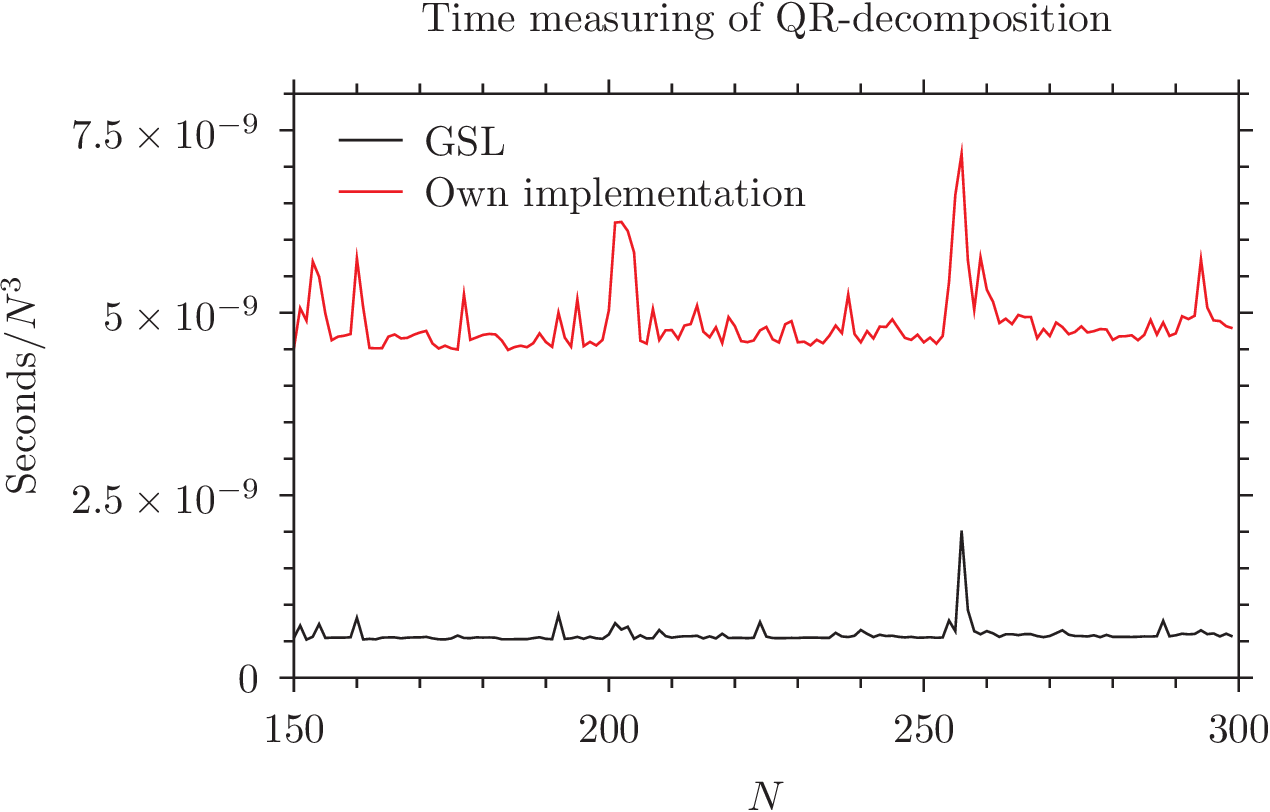 Time measuring of QR-decomposition
7.5 × 10⁻⁹
5 × 10⁻⁹
2.5 × 10⁻⁹
0
Seconds/N³
GSL
Own implementation
150
200
250
300
N